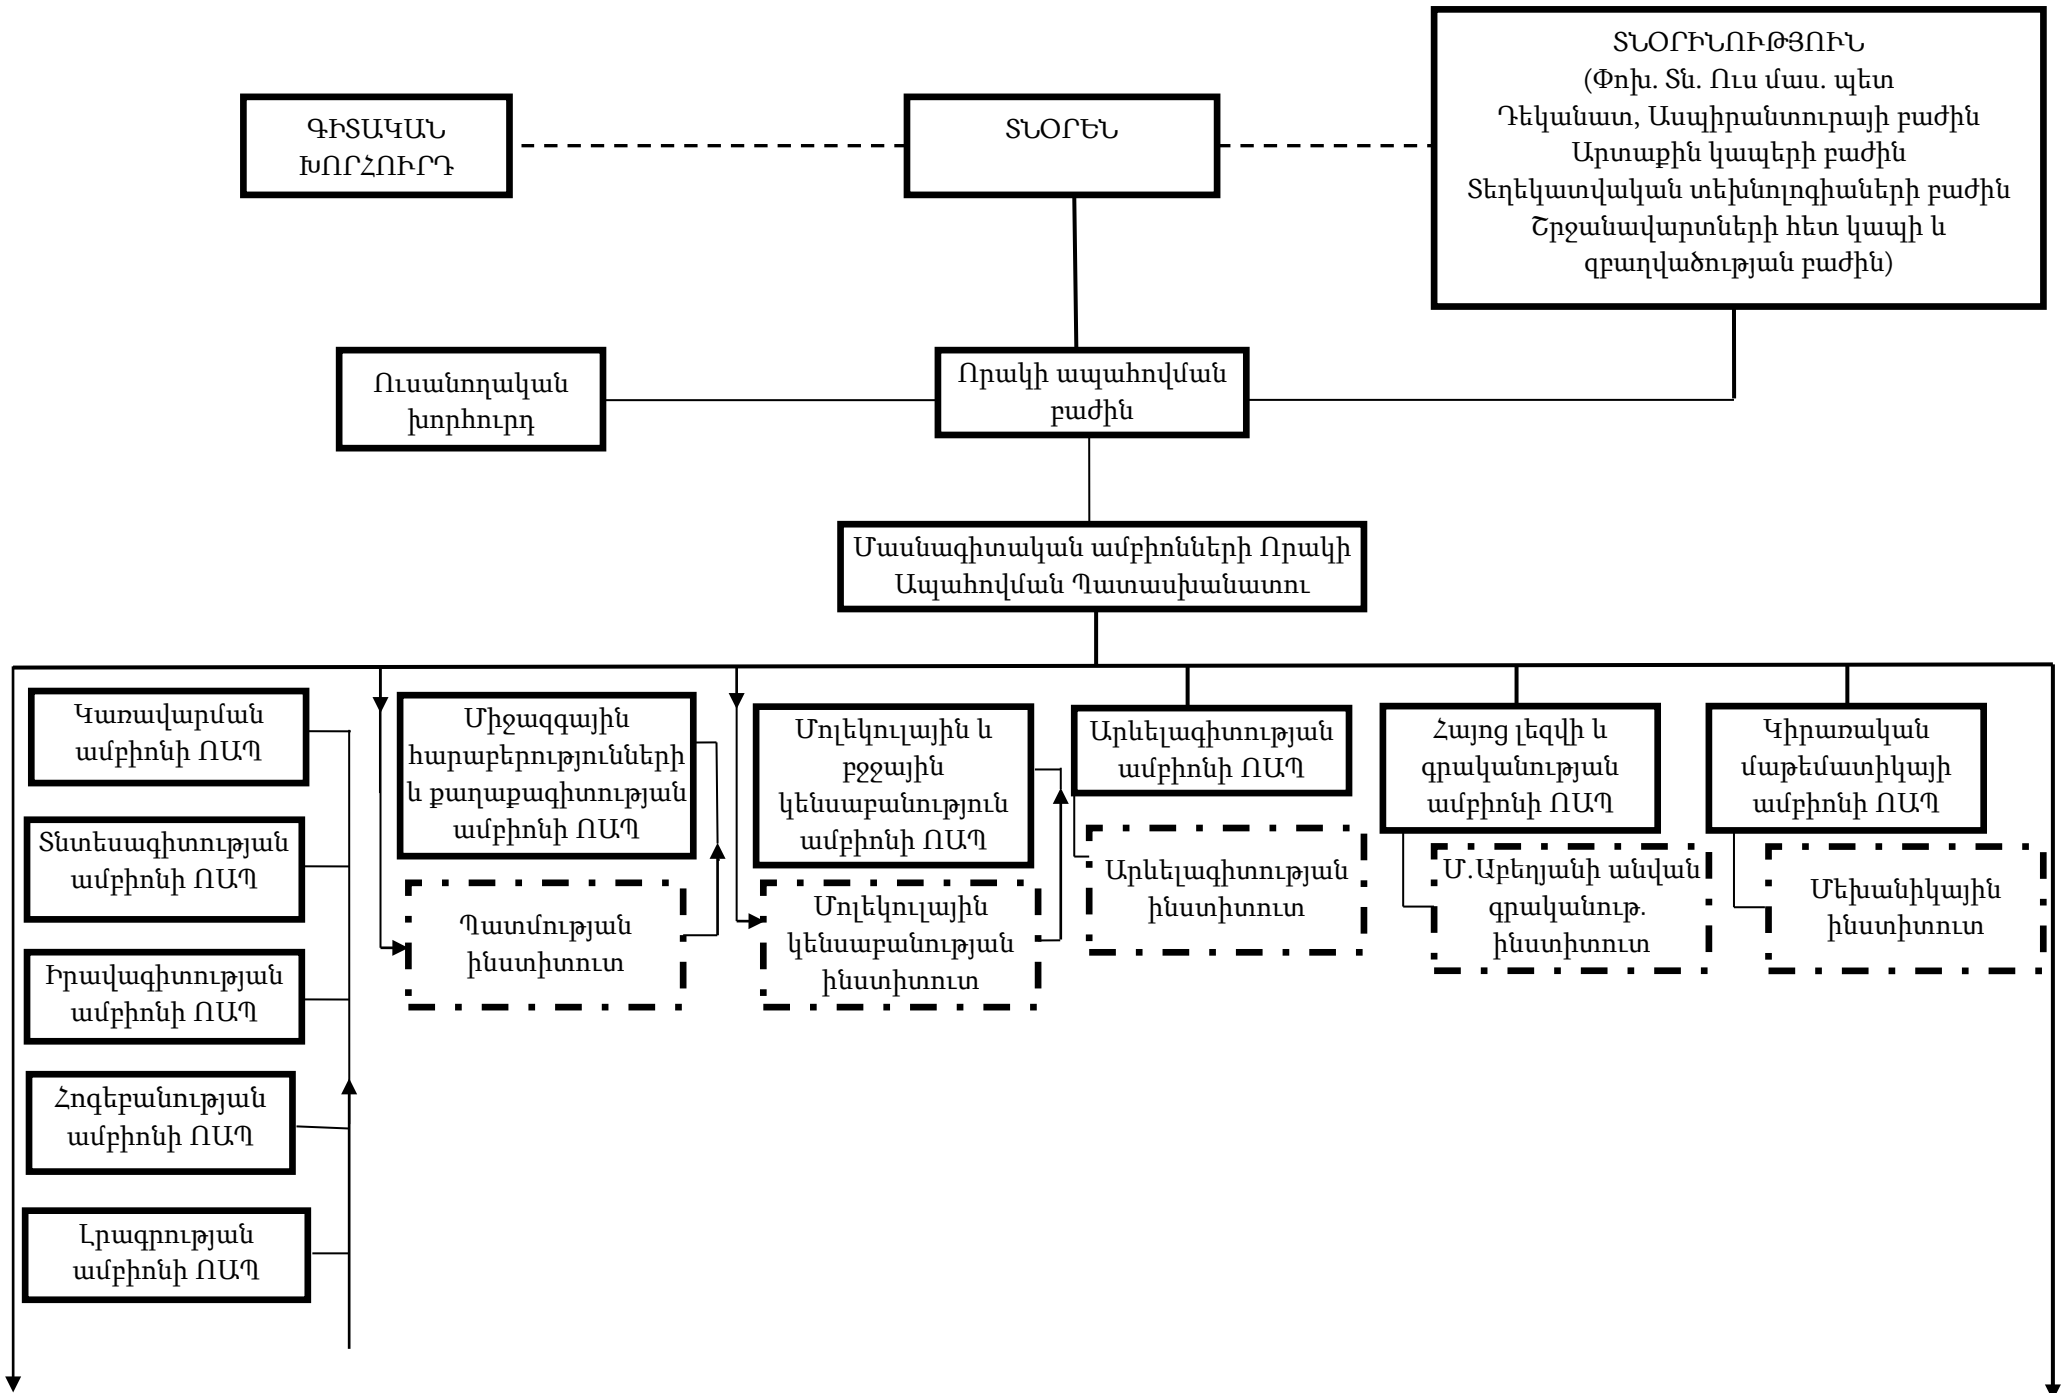 ԳԻՏԱԿԱՆ
ԽՈՐՀՈՒՐԴ
ՏՆՕՐԵՆ
ՏՆՕՐԻՆՈՒԹՅՈՒՆ
(Փոխ. Տն. Ուս մաս. պետ
Դեկանատ, Ասպիրանտուրայի բաժին
Արտաքին կապերի բաժին
Տեղեկատվական տեխնոլոգիաների բաժին
Շրջանավարտների հետ կապի և
զբաղվածության բաժին)
Ուսանողական
խորհուրդ
Որակի ապահովման
բաժին
Մասնագիտական ամբիոնների Որակի
Ապահովման Պատասխանատու
Կառավարման
ամբիոնի ՈԱՊ
Տնտեսագիտության
ամբիոնի ՈԱՊ
Իրավագիտության
ամբիոնի ՈԱՊ
Հոգեբանության
ամբիոնի ՈԱՊ
Լրագրության
ամբիոնի ՈԱՊ
Միջազգային
հարաբերությունների
և քաղաքագիտության
ամբիոնի ՈԱՊ
Պատմության
ինստիտուտ
Մոլեկուլային և
բջջային
կենսաբանություն
ամբիոնի ՈԱՊ
Մոլեկուլային
կենսաբանության
ինստիտուտ
Արևելագիտության
ամբիոնի ՈԱՊ
Արևելագիտության
ինստիտուտ
Հայոց լեզվի և
գրականության
ամբիոնի ՈԱՊ
Մ.Աբեղյանի անվան
գրականութ.
ինստիտուտ
Կիրառական
մաթեմատիկայի
ամբիոնի ՈԱՊ
Մեխանիկային
ինստիտուտ